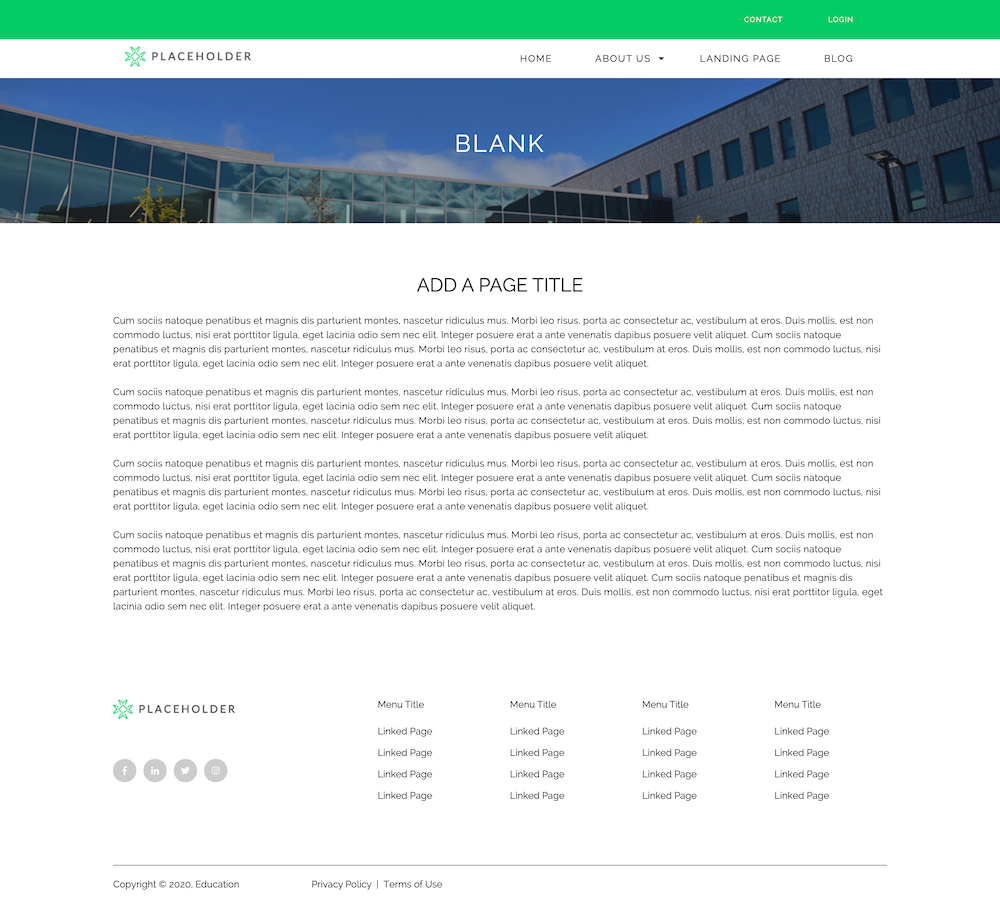 CONTACT LOGIN
PLACEHOLDER
HOME ABOUT US LANDING PAGE BLOG
BLANK
ADD A PAGE TITLE
Cum sociis natoque penatibus et magnis dis parturient montes, nascetur ridiculus mus. Morbi leo risus, porta ac consectetur ac, vestibulum at eros. Duis mollis, est non
commodo luctus, nisi erat porttitor ligula, eget lacinia odio sem nec elit. Integer posuere erat a ante venenatis dapibus posuere velit aliquet. Cum sociis natoque
penatibus et magnis dis parturient montes, nascetur ridiculus mus. Morbi leo risus, porta ac consectetur ac, vestibulum at eros. Duis mollis, est non commodo luctus, nisi
erat porttitor ligula, eget lacinia odio sem nec elit. Integer posuere erat a ante venenatis dapibus posuere velit aliquet.
Cum sociis natoque penatibus et magnis dis parturient montes, nascetur ridiculus mus. Morbi leo risus, porta ac consectetur ac, vestibulum at eros. Duis mollis, est non
commodo luctus, nisi erat porttitor ligula, eget lacinia odio sem nec elit. Integer posuere erat a ante venenatis dapibus posuere velit aliquet. Cum sociis natoque
penatibus et magnis dis parturient montes, nascetur ridiculus mus. Morbi leo risus, porta ac consectetur ac, vestibulum at eros. Duis mollis, est non commodo luctus, nisi
erat porttitor ligula, eget lacinia odio sem nec elit. Integer posuere erat a ante venenatis dapibus posuere velit aliquet.
Cum sociis natoque penatibus et magnis dis parturient montes, nascetur ridiculus mus. Morbi leo risus, porta ac consectetur ac, vestibulum at eros. Duis mollis, est non
commodo luctus, nisi erat porttitor ligula, eget lacinia odio sem nec elit. Integer posuere erat a ante venenatis dapibus posuere velit aliquet. Cum sociis natoque
penatibus et magnis dis parturient montes, nascetur ridiculus mus. Morbi leo risus, porta ac consectetur ac, vestibulum at eros. Duis mollis, est non commodo luctus, nisi
erat porttitor ligula, eget lacinia odio sem nec elit. Integer posuere erat a ante venenatis dapibus posuere velit aliquet.
Cum sociis natoque penatibus et magnis dis parturient montes, nascetur ridiculus mus. Morbi leo risus, porta ac consectetur ac, vestibulum at eros. Duis mollis, est non
commodo luctus, nisi erat porttitor ligula, eget lacinia odio sem nec elit. Integer posuere erat a ante venenatis dapibus posuere velit aliquet. Cum sociis natoque
penatibus et magnis dis parturient montes, nascetur ridiculus mus. Morbi leo risus, porta ac consectetur ac, vestibulum at eros. Duis mollis, est non commodo luctus, nisi
erat porttitor ligula, eget lacinia odio sem nec elit. Integer posuere erat a ante venenatis dapibus posuere velit aliquet. Cum sociis natoque penatibus et magnis dis
parturient montes, nascetur ridiculus mus. Morbi leo risus, porta ac consectetur ac, vestibulum at eros. Duis mollis, est non commodo luctus, nisi erat porttitor ligula, eget
lacinia odio sem nec elit. Integer posuere erat a ante venenatis dapibus posuere velit aliquet.
PLACEHOLDER
Menu Title Menu Title Menu Title Menu Title
Linked Page Linked Page Linked Page Linked Page
Linked Page Linked Page Linked Page Linked Page
Linked Page Linked Page Linked Page Linked Page
Linked Page Linked Page Linked Page Linked Page
Copyright © 2020, Education Privacy Policy | Terms of Use